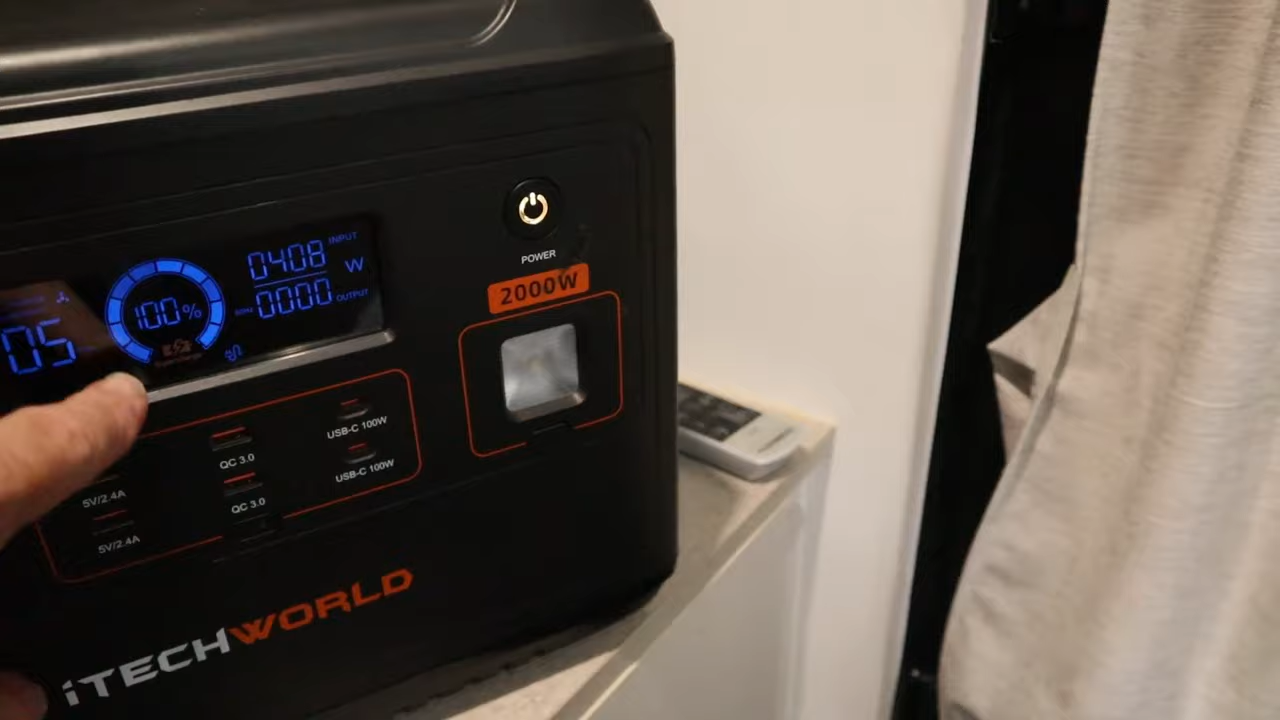 0408 INPUT
W
05
100%
0000 OUTPUT
POWER
2000W
USB-C 100W
QC 3.0
USB-C 100W
5V/2.4A
QC 3.0
5V/2.4A
iTECHWORLD